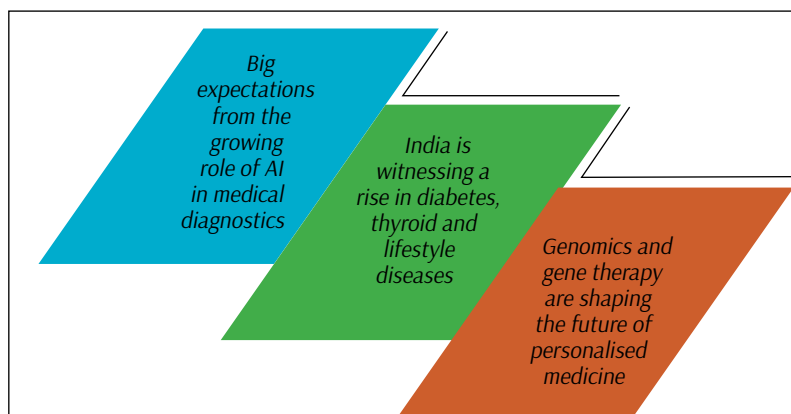 Big
expectations
from the
growing
role of AI
in medical
diagnostics
India is
witnessing a
rise in diabetes,
thyroid and
lifestyle
diseases
Genomics and
gene therapy
are shaping
the future of
personalised
medicine